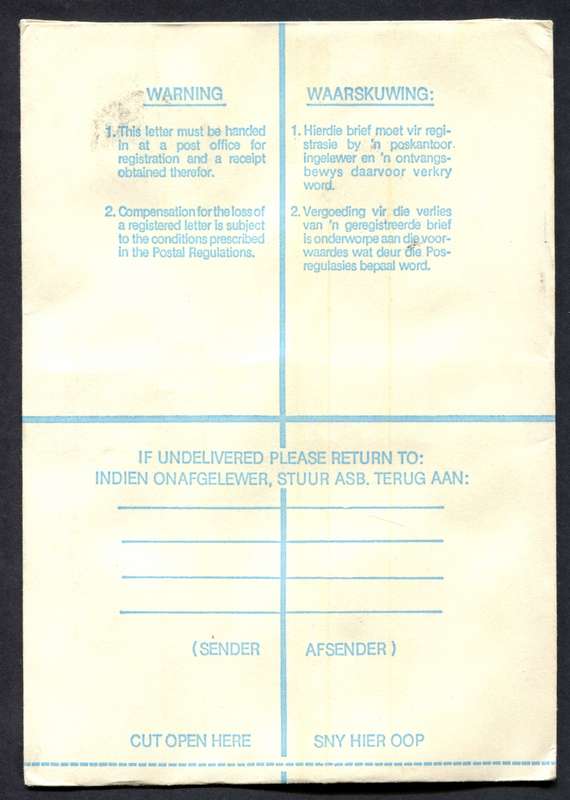 WARNING
1. This letter must be handed
in at a post office for
registration and a receipt
obtained therefor.
2. Compensation for the loss of
a registered letter is subject
to the conditions prescribed
in the Postal Regulations.
WAARSKUWING:
1. Hierdie brief moet vir regi-
strasie by 'n poskantoor
ingelewer en 'n ontvangs-
bewys daarvoor verkry
word.
2. Vergoeding vir die verlies
van 'n geregistreerde brief
is onderworpe aan die voor-
waardes wat deur die Pos-
regulasies bepaal word.
IF UNDELIVERED PLEASE RETURN TO:
INDIEN ONAFGELEWER, STUUR ASB. TERUG AAN:
(SENDER AFSENDER)
CUT OPEN HERE SNY HIER OOP